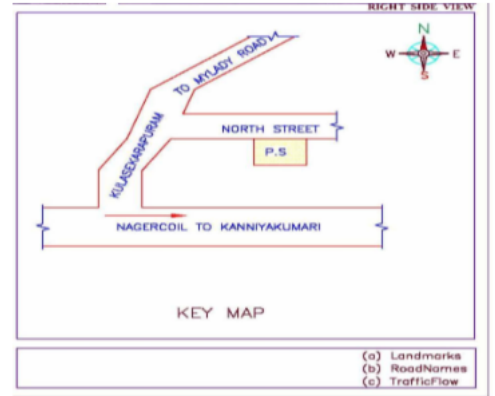 RIGHT SIDE VIEW
N
W E
S
TO MYLADY ROAD
NORTH STREET
P.S
KULASEKARAPURAM
NAGERCOIL TO KANNIYAKUMARI
KEY MAP
(a) Landmarks
(b) RoadNames
(c) TrafficFlow